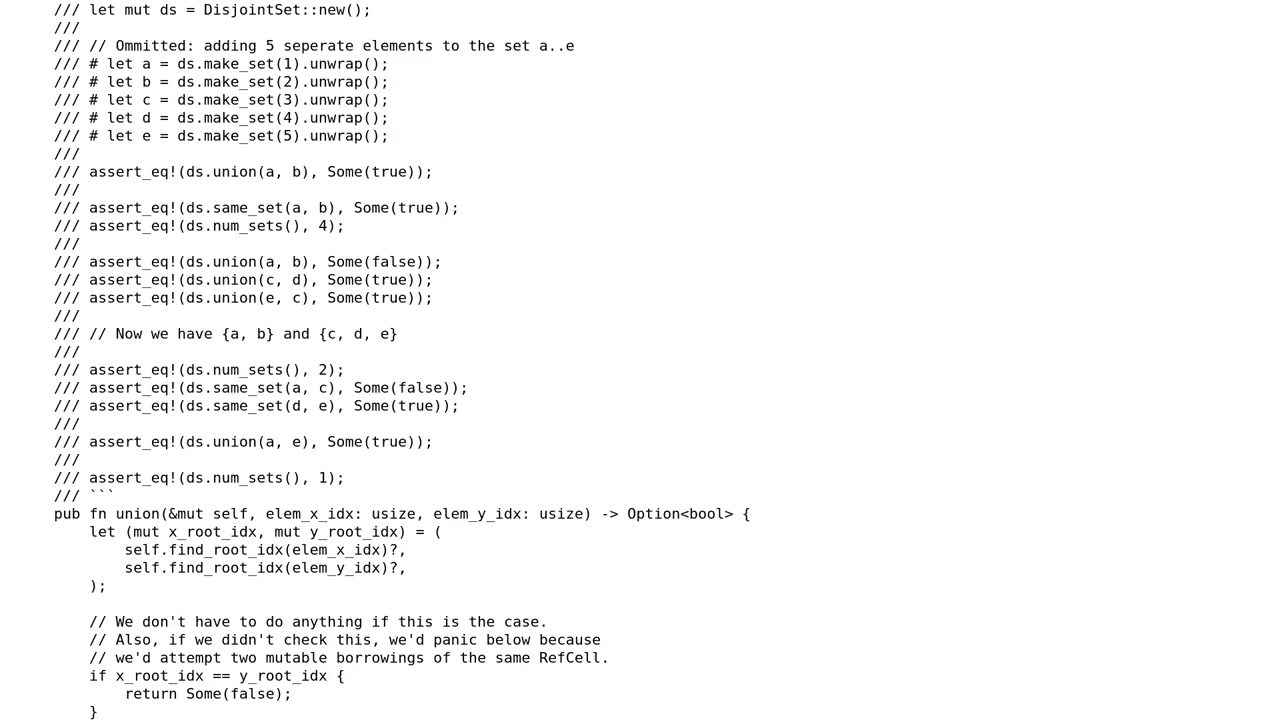 /// let mut ds = DisjointSet::new();
///
/// // Ommitted: adding 5 seperate elements to the set a..e
/// # let a = ds.make_set(1).unwrap();
/// # let b = ds.make_set(2).unwrap();
/// # let c = ds.make_set(3).unwrap();
/// # let d = ds.make_set(4).unwrap();
/// # let e = ds.make_set(5).unwrap();
///
/// assert_eq!(ds.union(a, b), Some(true));
///
/// assert_eq!(ds.same_set(a, b), Some(true));
/// assert_eq!(ds.num_sets(), 4);
///
/// assert_eq!(ds.union(a, b), Some(false));
/// assert_eq!(ds.union(c, d), Some(true));
/// assert_eq!(ds.union(e, c), Some(true));
///
/// // Now we have {a, b} and {c, d, e}
///
/// assert_eq!(ds.num_sets(), 2);
/// assert_eq!(ds.same_set(a, c), Some(false));
/// assert_eq!(ds.same_set(d, e), Some(true));
///
/// assert_eq!(ds.union(a, e), Some(true));
///
/// assert_eq!(ds.num_sets(), 1);
/// ```
pub fn union(&mut self, elem_x_idx: usize, elem_y_idx: usize) -> Option<bool> {
    let (mut x_root_idx, mut y_root_idx) = (
        self.find_root_idx(elem_x_idx)?,
        self.find_root_idx(elem_y_idx)?,
    );

    // We don't have to do anything if this is the case.
    // Also, if we didn't check this, we'd panic below because
    // we'd attempt two mutable borrowings of the same RefCell.
    if x_root_idx == y_root_idx {
        return Some(false);
    }